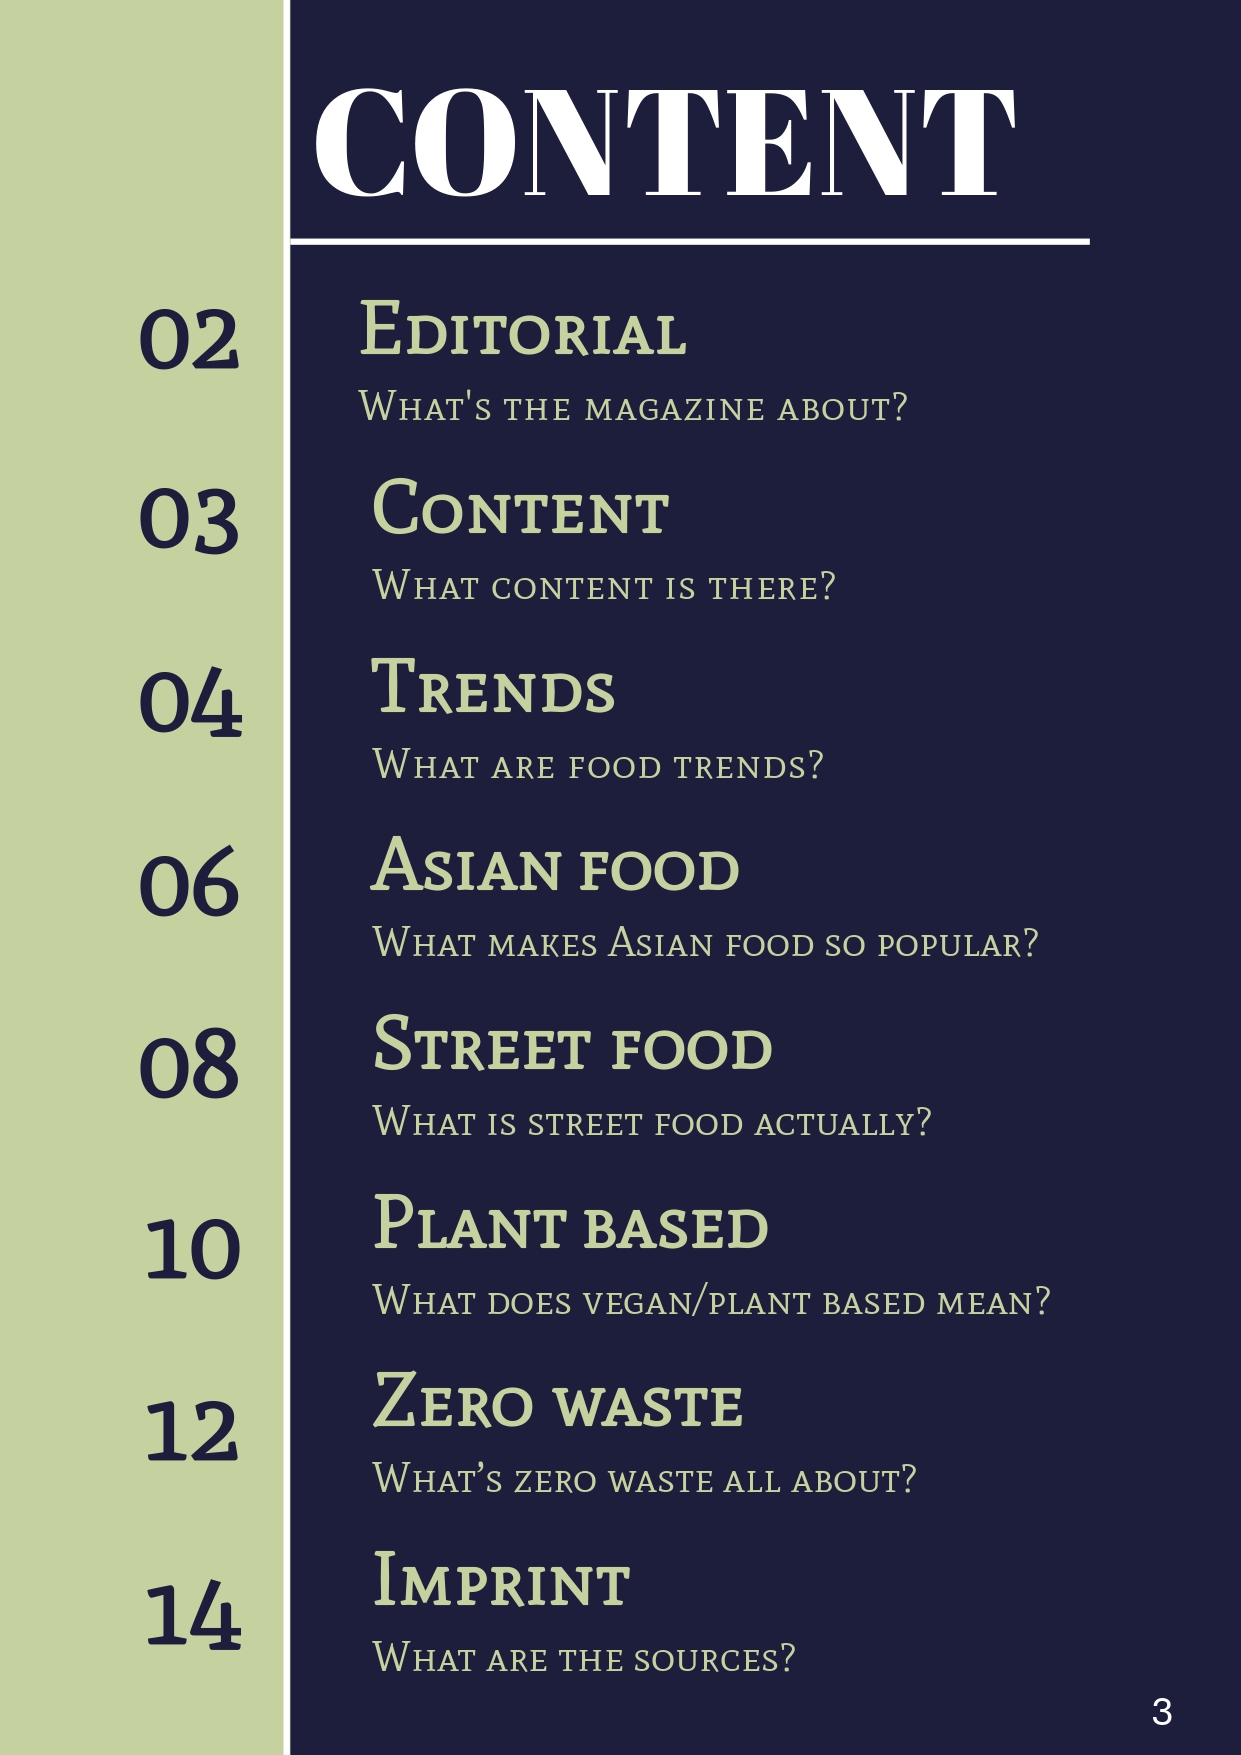 CONTENT
02
Editorial
What's the magazine about?
03
Content
What content is there?
04
Trends
What are food trends?
06
Asian food
What makes Asian food so popular?
08
Street food
What is street food actually?
10
Plant based
What does vegan/plant based mean?
12
Zero waste
What’s zero waste all about?
14
Imprint
What are the sources?
3